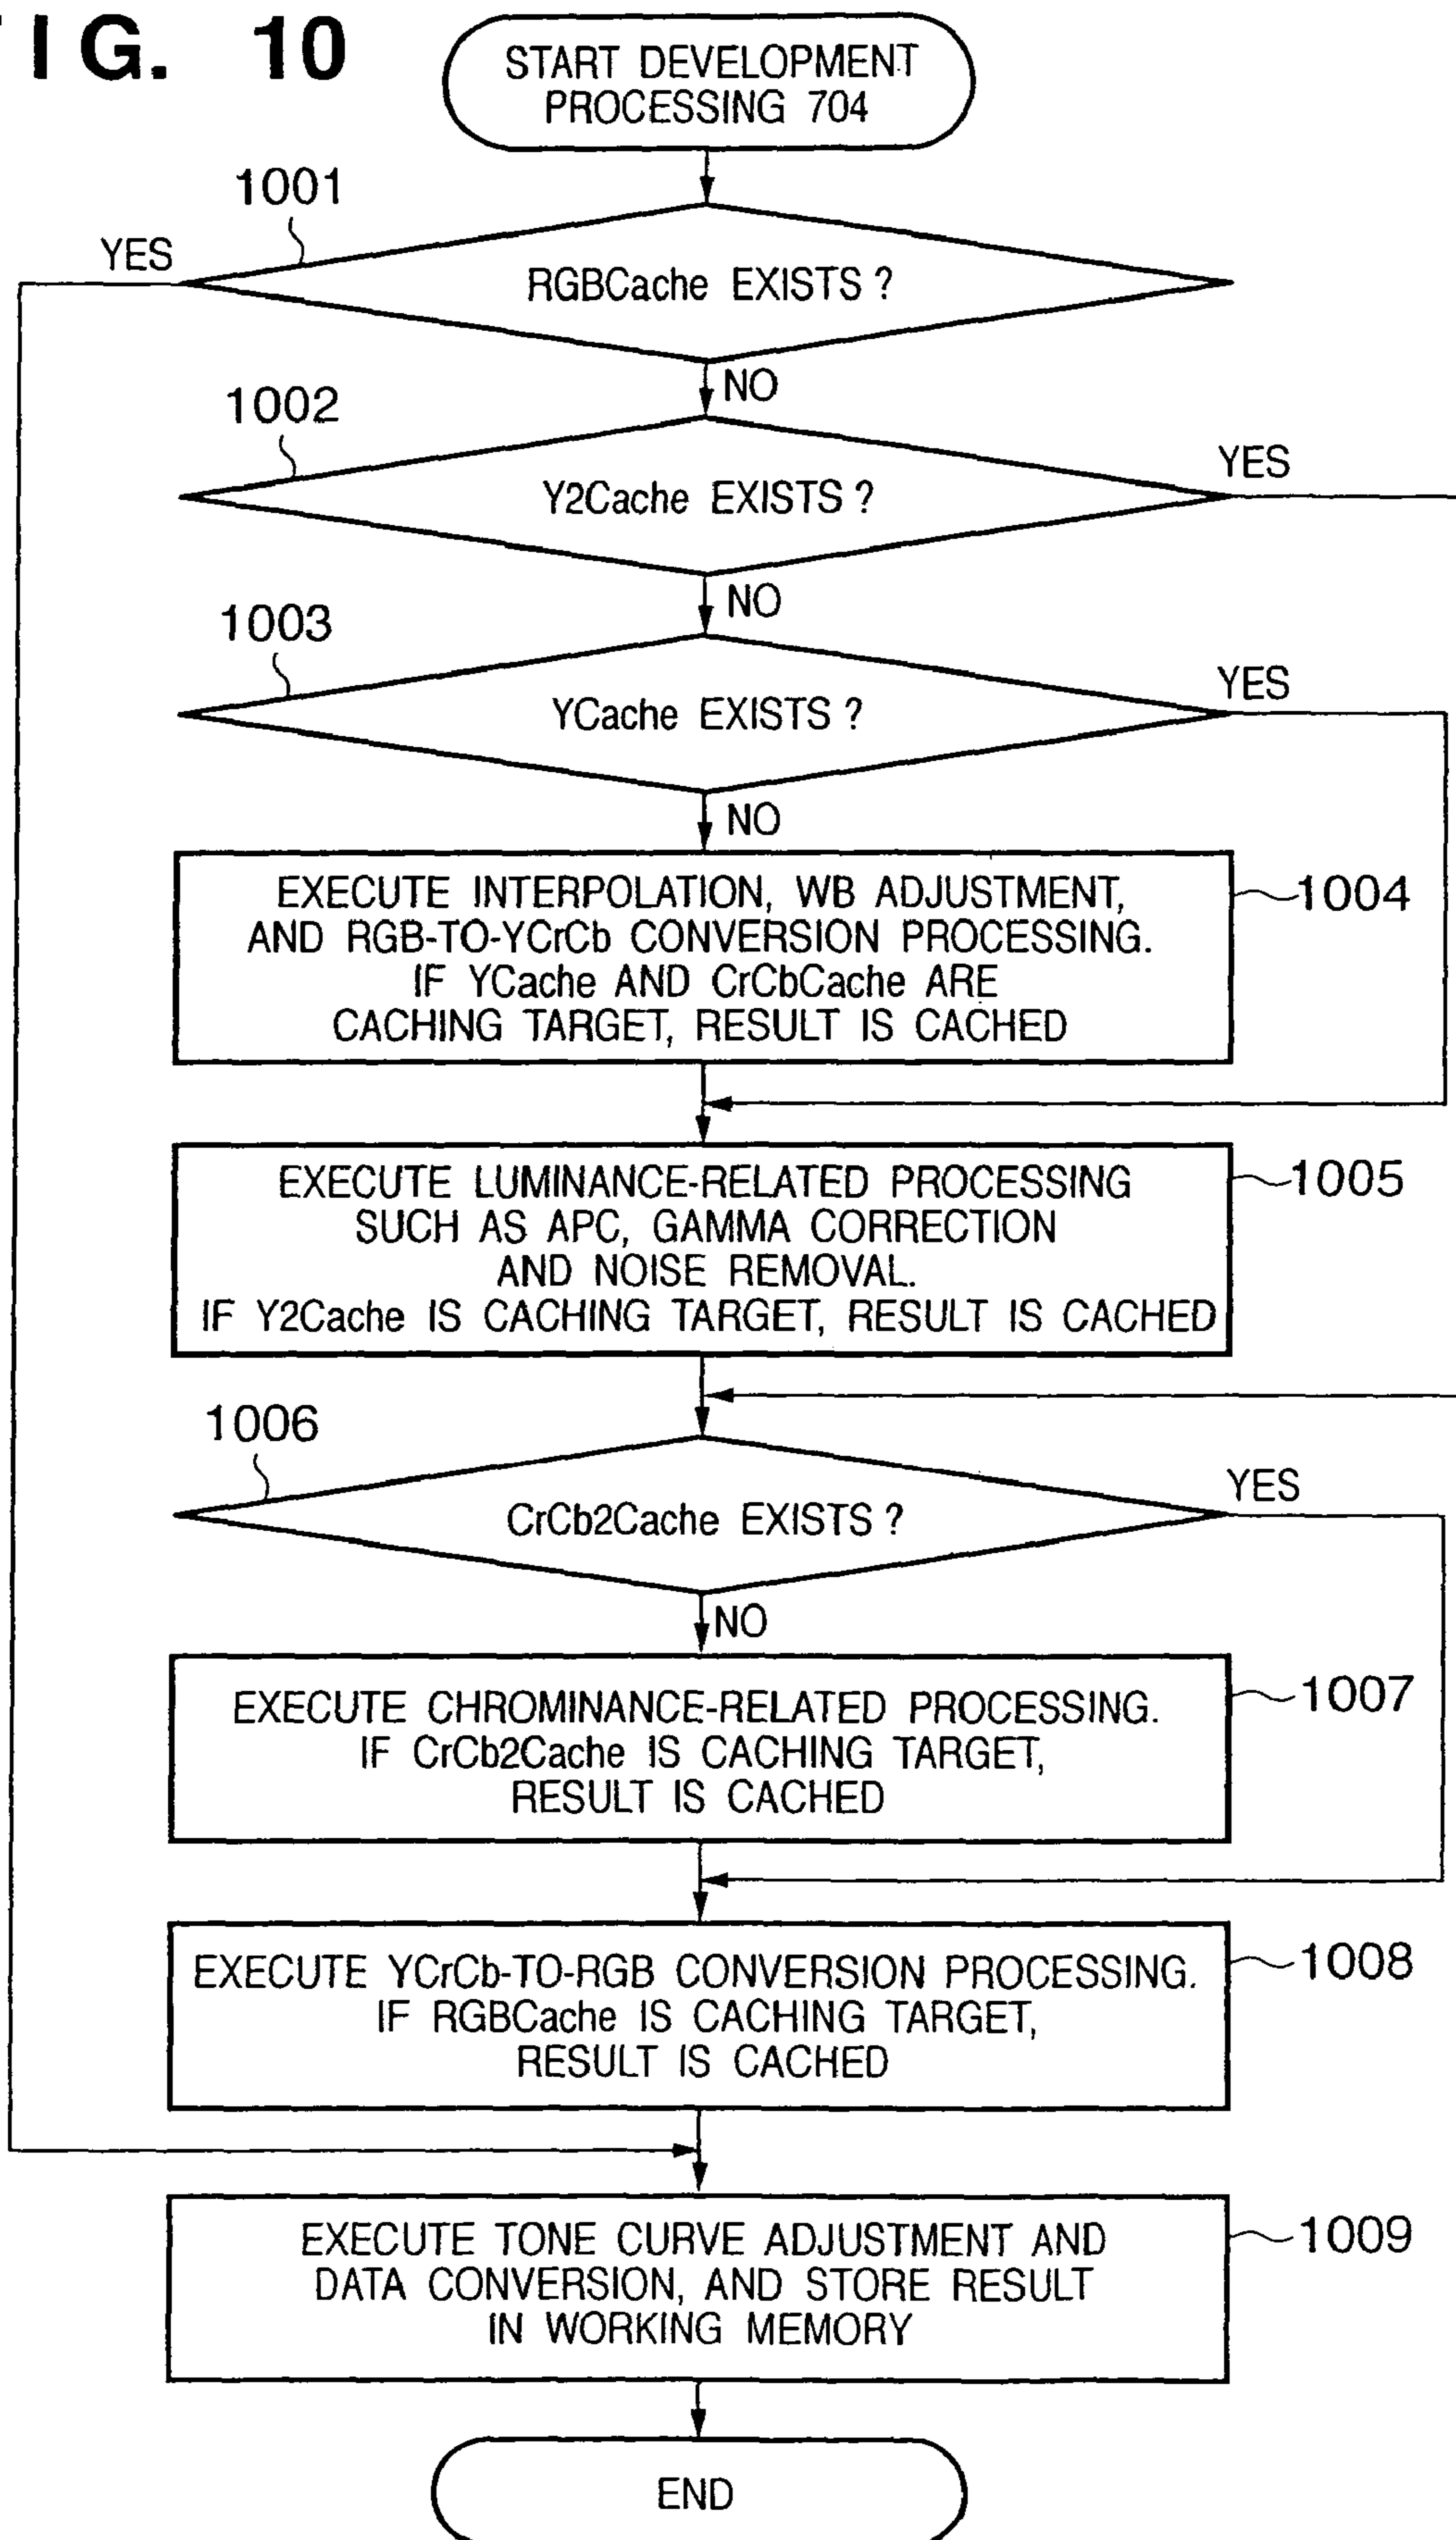 IG. 10
START DEVELOPMENT
PROCESSING 704
1001
YES
RGBCache EXISTS ?
NO
1002
YES
Y2Cache EXISTS ?
NO
1003
YES
YCache EXISTS ?
NO
EXECUTE INTERPOLATION, WB ADJUSTMENT,
AND RGB-TO-YCrCb CONVERSION PROCESSING.
IF YCache AND CrCbCache ARE
CACHING TARGET, RESULT IS CACHED
1004
EXECUTE LUMINANCE-RELATED PROCESSING
SUCH AS APC, GAMMA CORRECTION
AND NOISE REMOVAL.
IF Y2Cache IS CACHING TARGET, RESULT IS CACHED
1005
1006
YES
CrCb2Cache EXISTS ?
NO
EXECUTE CHROMINANCE-RELATED PROCESSING.
IF CrCb2Cache IS CACHING TARGET,
RESULT IS CACHED
1007
EXECUTE YCrCb-TO-RGB CONVERSION PROCESSING.
IF RGBCache IS CACHING TARGET,
RESULT IS CACHED
1008
EXECUTE TONE CURVE ADJUSTMENT AND
DATA CONVERSION, AND STORE RESULT
IN WORKING MEMORY
1009
END